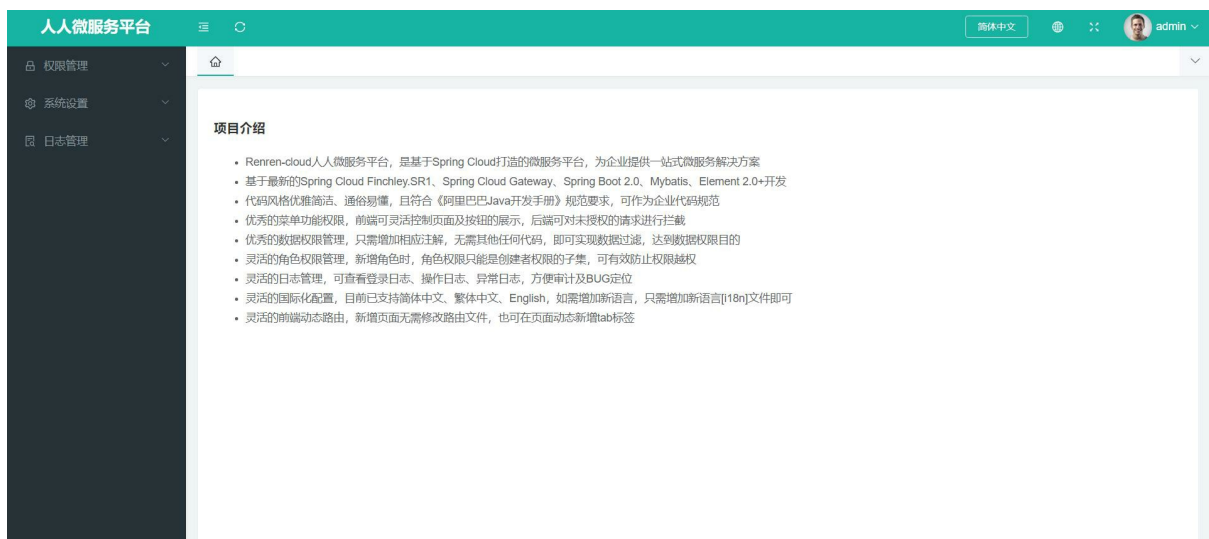 人人微服务平台
简体中文
admin
权限管理
系统设置
日志管理
项目介绍
Renren-cloud人人微服务平台，是基于Spring Cloud打造的微服务平台，为企业提供一站式微服务解决方案
基于最新的Spring Cloud Finchley.SR1、Spring Cloud Gateway、Spring Boot 2.0、Mybatis、Element 2.0+开发
代码风格优雅简洁、通俗易懂，且符合《阿里巴巴Java开发手册》规范要求，可作为企业代码规范
优秀的菜单功能权限，前端可灵活控制页面及按钮的展示，后端可对未授权的请求进行拦截
优秀的数据权限管理，只需增加相应注解，无需其他任何代码，即可实现数据过滤，达到数据权限目的
灵活的角色权限管理，新增角色时，角色权限只能是创建者权限的子集，可有效防止权限越权
灵活的日志管理，可查看登录日志、操作日志、异常日志，方便审计及BUG定位
灵活的国际化配置，目前已支持简体中文、繁体中文、English，如需增加新语言，只需增加新语言[i18n]文件即可
灵活的前端动态路由，新增页面无需修改路由文件，也可在页面动态新增tab标签